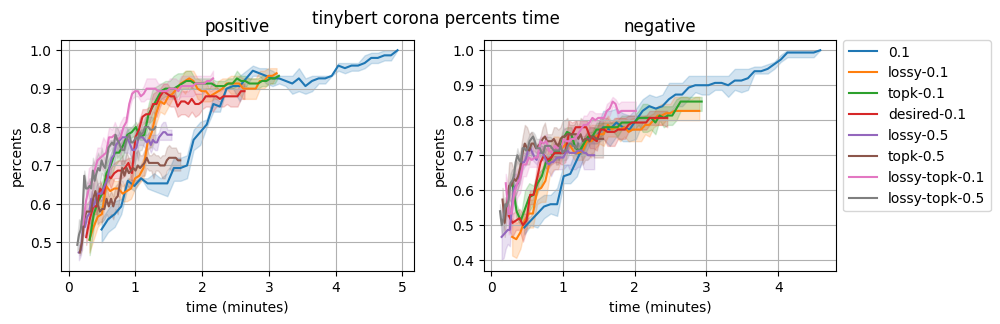 tinybert corona percents time
positive
negative
percents
1.0
0.9
0.8
0.7
0.6
0.5
0 1 2 3 4 5
time (minutes)
percents
1.0
0.9
0.8
0.7
0.6
0.5
0.4
0 1 2 3 4
time (minutes)
0.1
lossy-0.1
topk-0.1
desired-0.1
lossy-0.5
topk-0.5
lossy-topk-0.1
lossy-topk-0.5